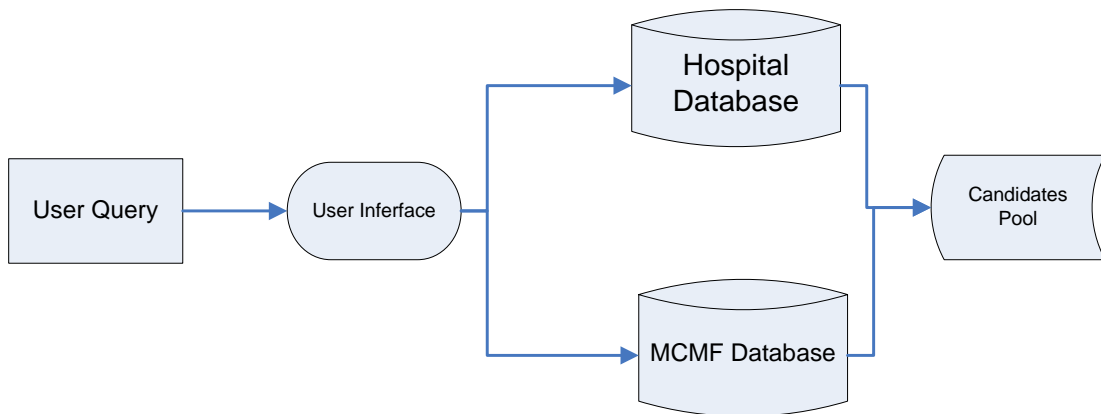 User Query
User Inferface
Hospital
Database
MCMF Database
Candidates
Pool